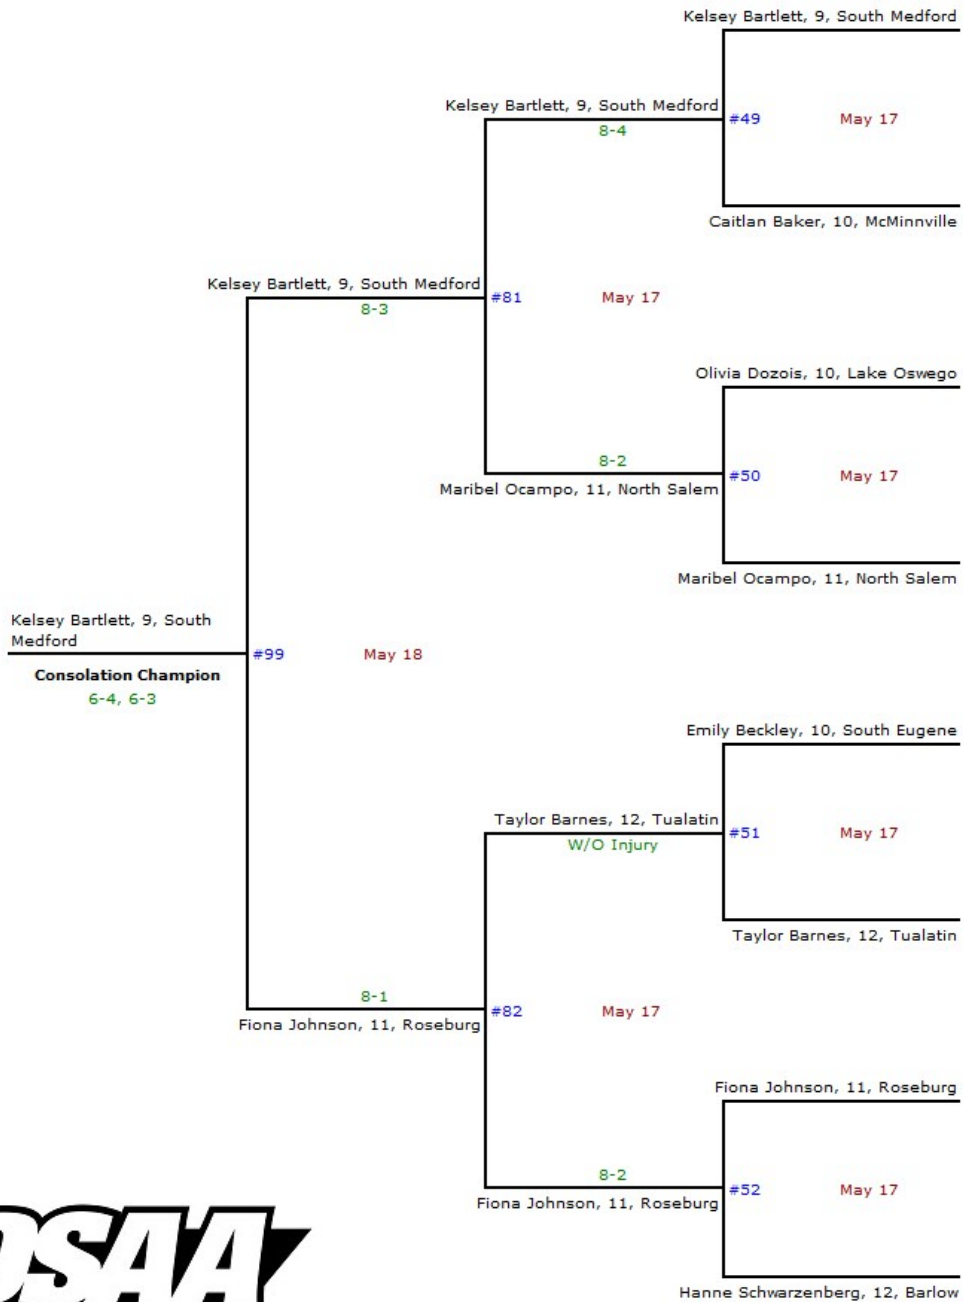 Kelsey Bartlett, 9, South Medford
Kelsey Bartlett, 9, South Medford
8-4
#49 May 17
Caitlan Baker, 10, McMinnville
Kelsey Bartlett, 9, South Medford
8-3
#81 May 17
Olivia Dozois, 10, Lake Oswego
8-2
Maribel Ocampo, 11, North Salem
#50 May 17
Maribel Ocampo, 11, North Salem
Kelsey Bartlett, 9, South
Medford
Consolation Champion
6-4, 6-3
#99 May 18
Emily Beckley, 10, South Eugene
Taylor Barnes, 12, Tualatin
W/O Injury
#51 May 17
Taylor Barnes, 12, Tualatin
8-1
Fiona Johnson, 11, Roseburg
#82 May 17
Fiona Johnson, 11, Roseburg
8-2
Fiona Johnson, 11, Roseburg
#52 May 17
Hanne Schwarzenberg, 12, Barlow
OSAA